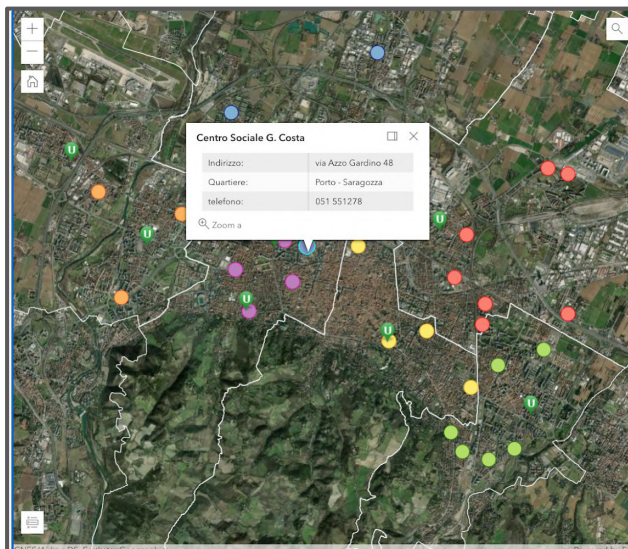 Centro Sociale G. Costa
Indirizzo: via Azzo Gardino 48
Quartiere: Porto - Saragozza
telefono: 051 551278
Zoom a
U
U
U
U
U
U